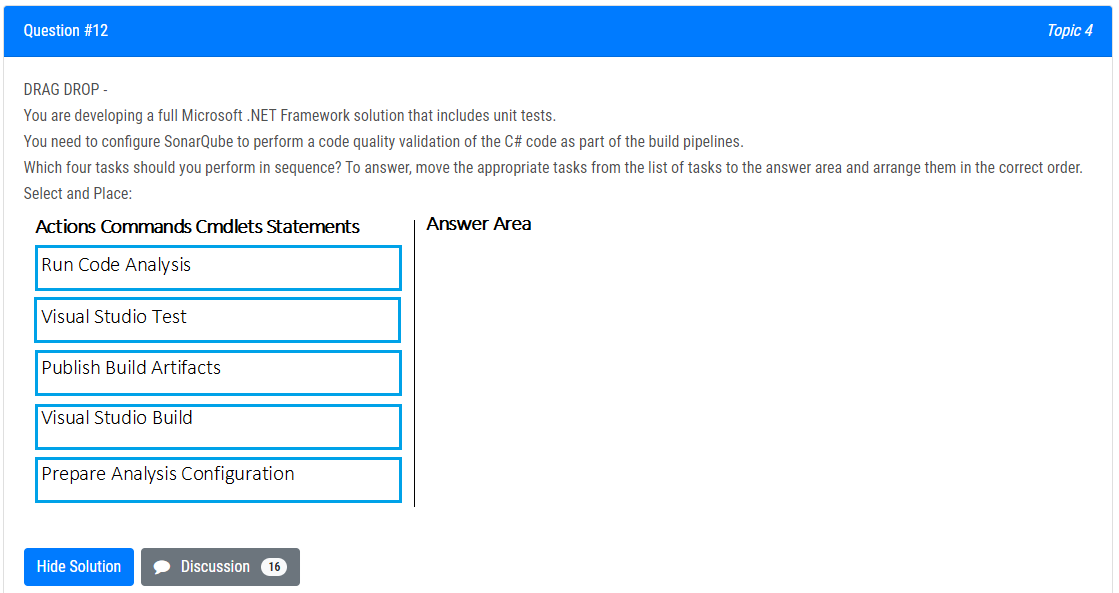 Question #12
Topic 4
DRAG DROP -
You are developing a full Microsoft .NET Framework solution that includes unit tests.
You need to configure SonarQube to perform a code quality validation of the C# code as part of the build pipelines.
Which four tasks should you perform in sequence? To answer, move the appropriate tasks from the list of tasks to the answer area and arrange them in the correct order.
Select and Place:
Actions Commands Cmdlets Statements
Answer Area
Run Code Analysis
Visual Studio Test
Publish Build Artifacts
Visual Studio Build
Prepare Analysis Configuration
Hide Solution
Discussion 16